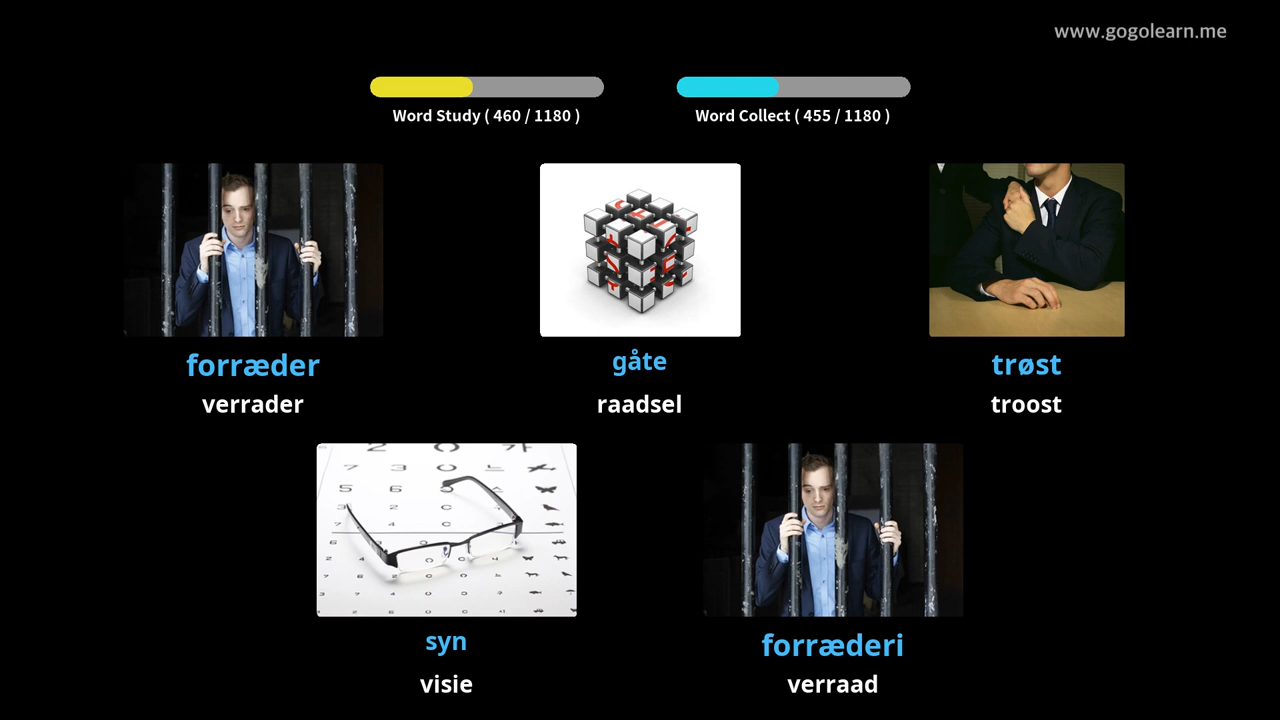 www.gogolearn.me
Word Study ( 460 / 1180 )
Word Collect ( 455 / 1180 )
forræder
gåte
trøst
verrader
raadsel
troost
syn
forræderi
visie
verraad